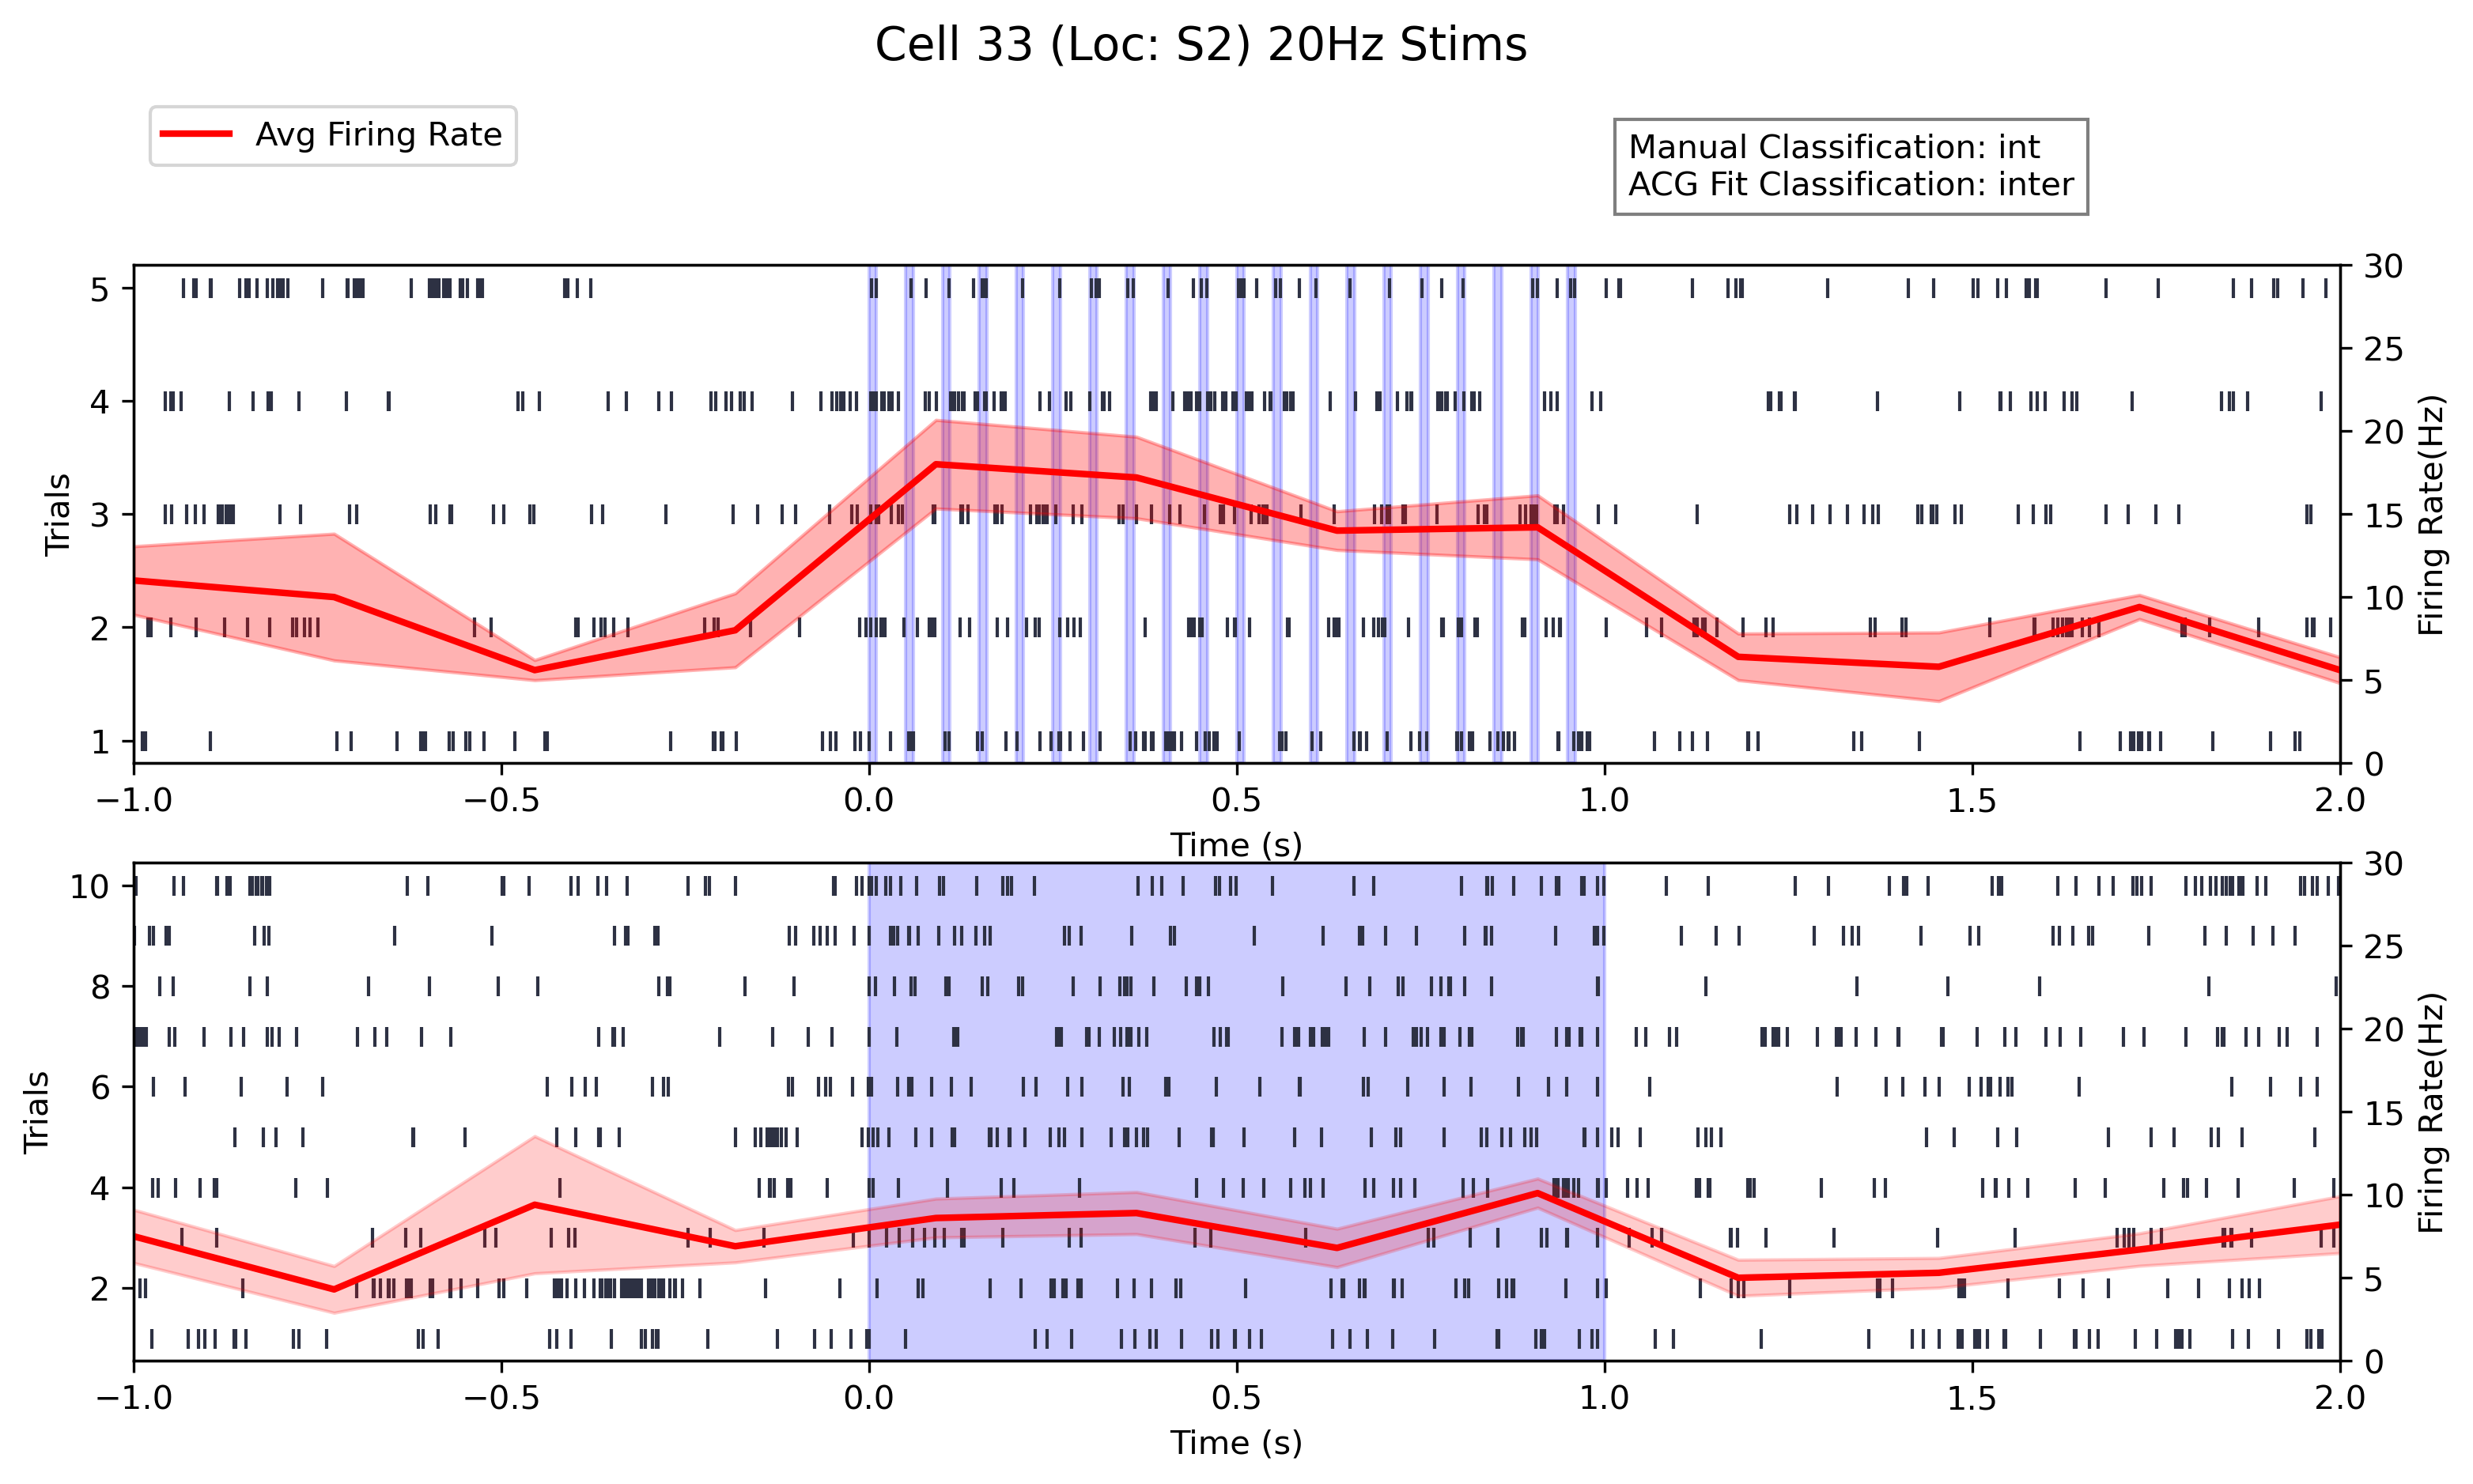 Cell 33 (Loc: S2) 20Hz Stims
Avg Firing Rate
Manual Classification: int
ACG Fit Classification: inter
5
4
3
2
1
Trials
30
25
20
15
10
5
0
Firing Rate(Hz)
−1.0 −0.5 0.0 0.5 1.0 1.5 2.0
Time (s)
10
8
6
4
2
Trials
30
25
20
15
10
5
0
Firing Rate(Hz)
−1.0 −0.5 0.0 0.5 1.0 1.5 2.0
Time (s)